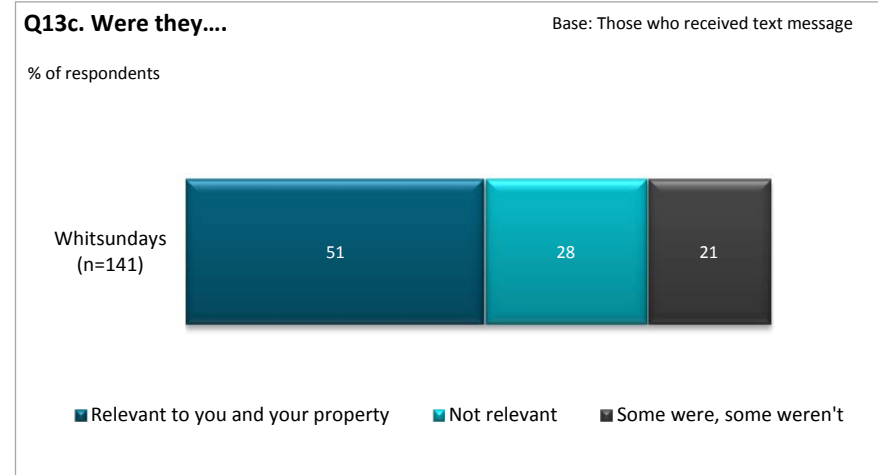 Q13c. Were they....
Base: Those who received text message
% of respondents
Whitsundays
(n=141)
51
28
21
Relevant to you and your property
Not relevant
Some were, some weren't